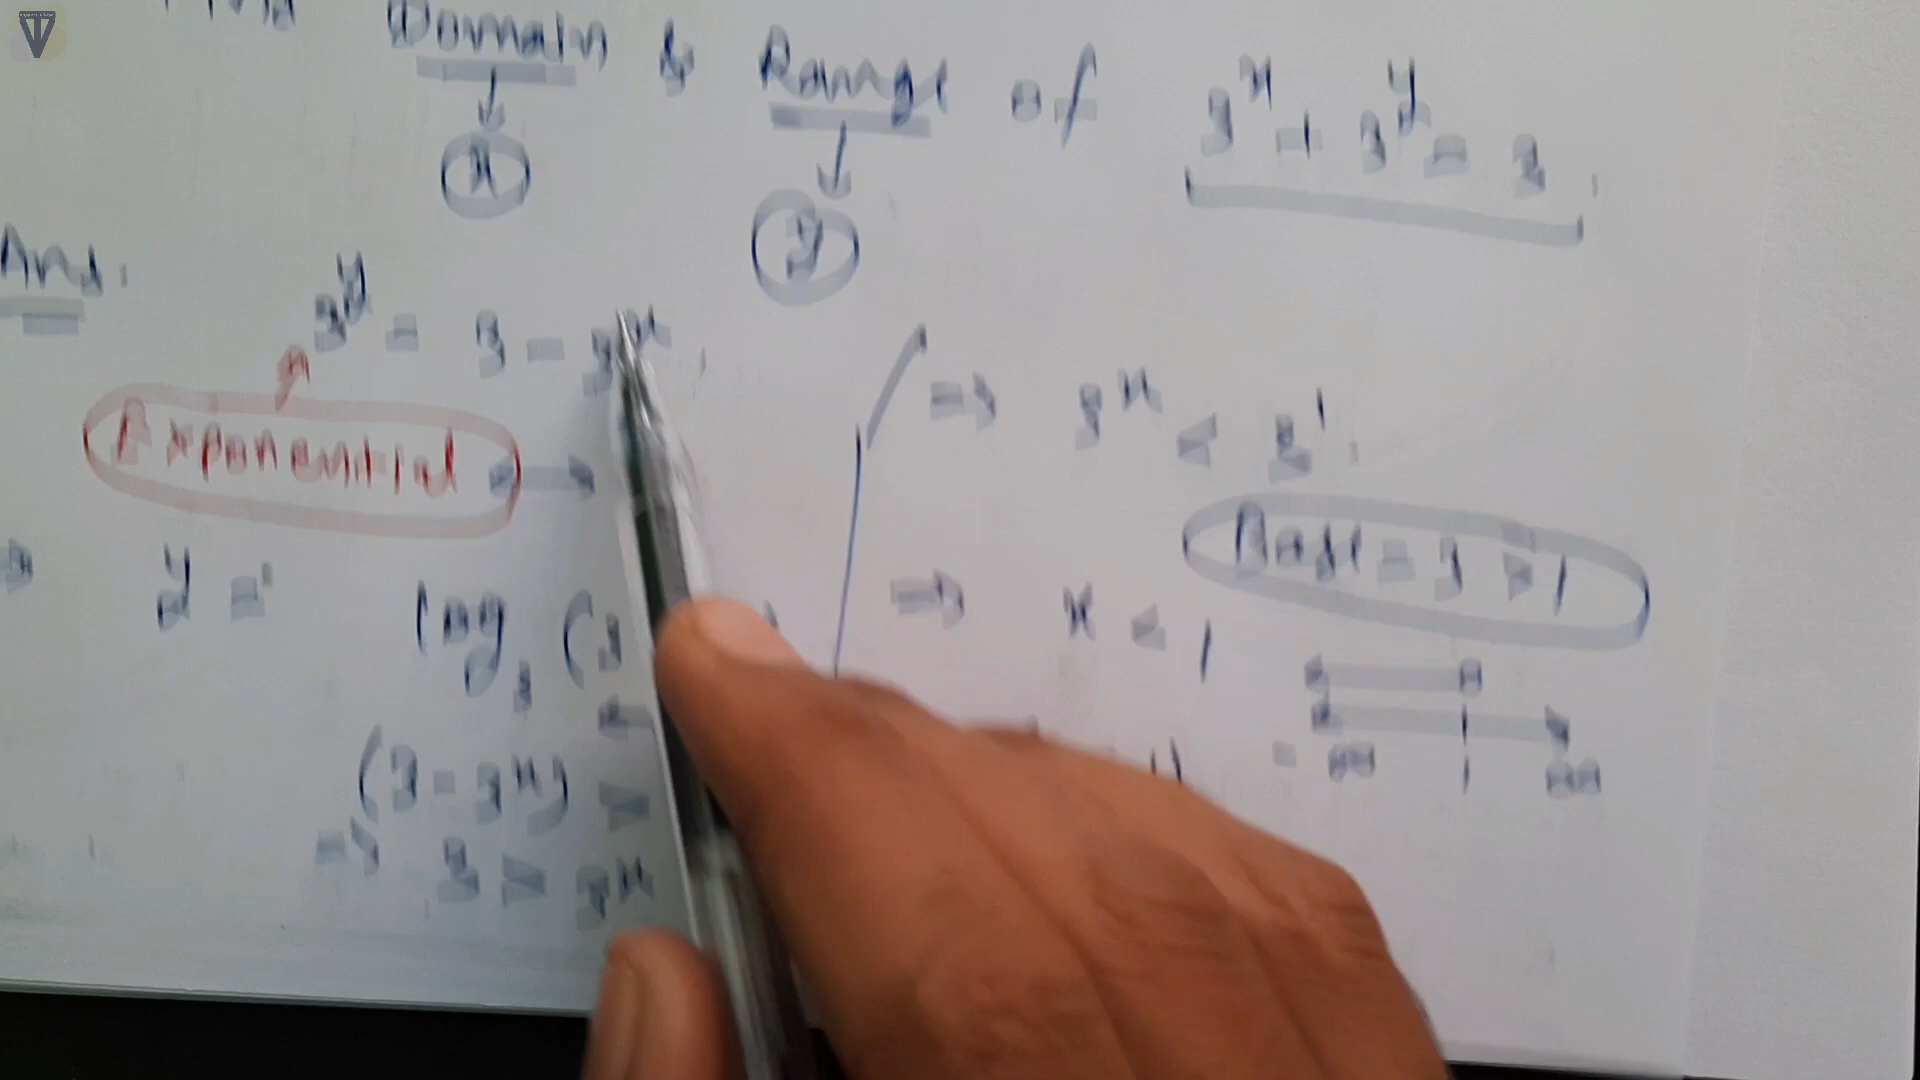 Find Domain & Range of 3^x + 3^y = 3.
x
y
Ans.
3^y = 3 - 3^x,
Exponential
⇒ y = log_3 (3
(3 - 3^x) >
⇒ 3 > 3^x
⇒ 3^x < 3^1.
Base = 3 > 1
⇒ x < 1
-∞ 1 ∞